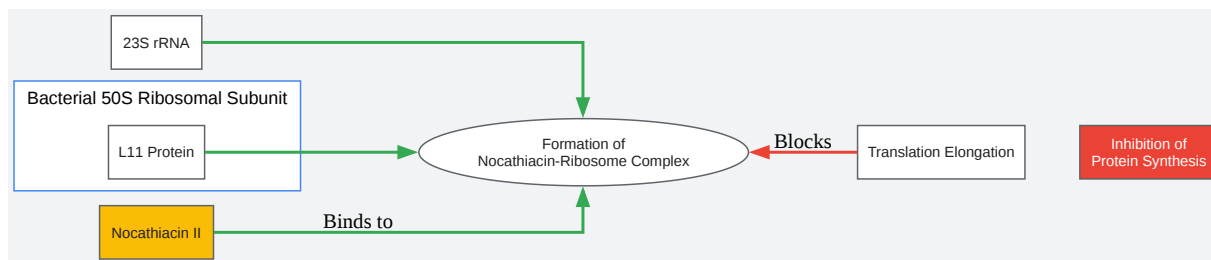 23S rRNA
Bacterial 50S Ribosomal Subunit
L11 Protein
Nocathiacin II
Binds to
Formation of
Nocathiacin-Ribosome Complex
Blocks
Translation Elongation
Inhibition of
Protein Synthesis